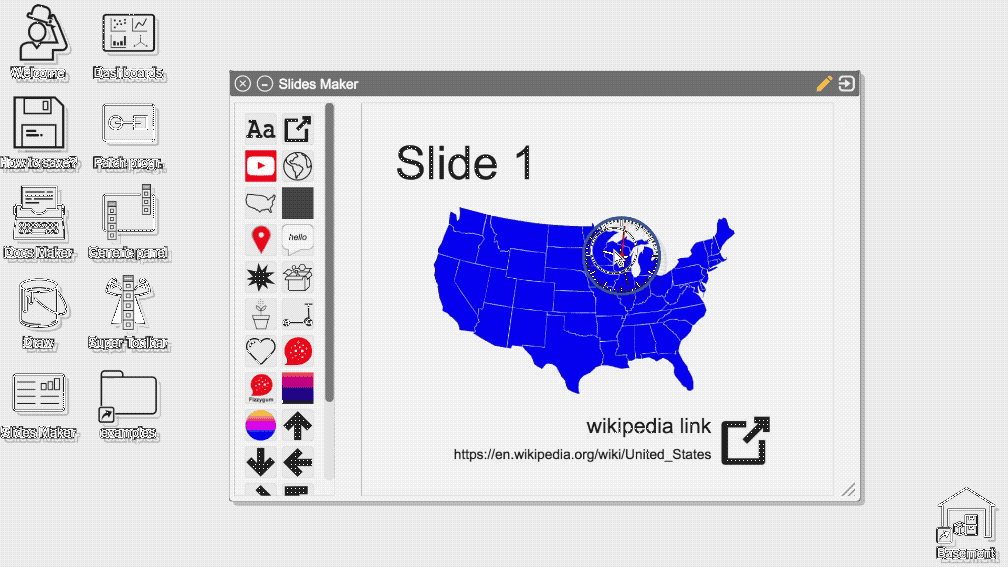 Welcome
Dashboards
How to save?
Patch progr.
Docs Maker
Generic panel
Draw
Super Toolbar
Slides Maker
examples
Slides Maker
Aa
hello
Flazygum
Slide 1
wikipedia link
https://en.wikipedia.org/wiki/United_States
Basement